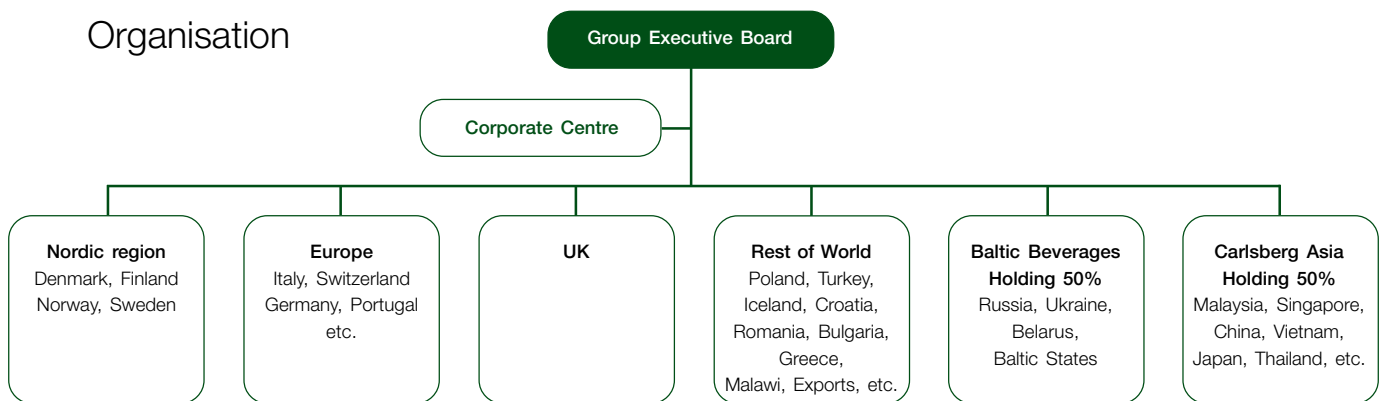 Organisation
Group Executive Board
Corporate Centre
Nordic region
Denmark, Finland
Norway, Sweden
Europe
Italy, Switzerland
Germany, Portugal
etc.
UK
Rest of World
Poland, Turkey,
Iceland, Croatia,
Romania, Bulgaria,
Greece,
Malawi, Exports, etc.
Baltic Beverages
Holding 50%
Russia, Ukraine,
Belarus,
Baltic States
Carlsberg Asia
Holding 50%
Malaysia, Singapore,
China, Vietnam,
Japan, Thailand, etc.